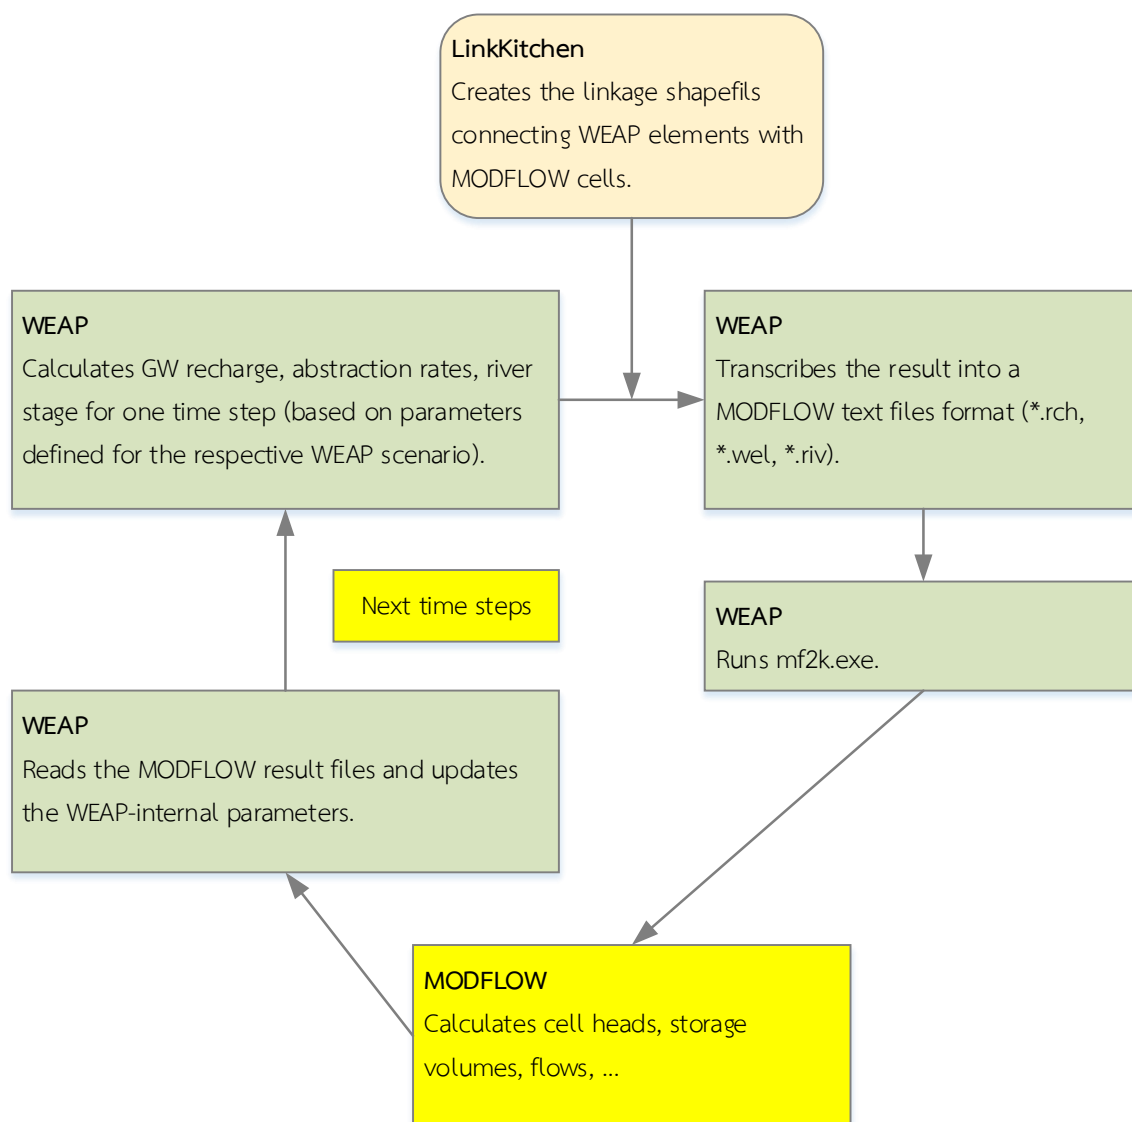 LinkKitchen
Creates the linkage shapefils
connecting WEAP elements with
MODFLOW cells.
WEAP
Calculates GW recharge, abstraction rates, river
stage for one time step (based on parameters
defined for the respective WEAP scenario).
WEAP
Transcribes the result into a
MODFLOW text files format (*.rch,
*.wel, *.riv).
Next time steps
WEAP
Runs mf2k.exe.
WEAP
Reads the MODFLOW result files and updates
the WEAP-internal parameters.
MODFLOW
Calculates cell heads, storage
volumes, flows, ...